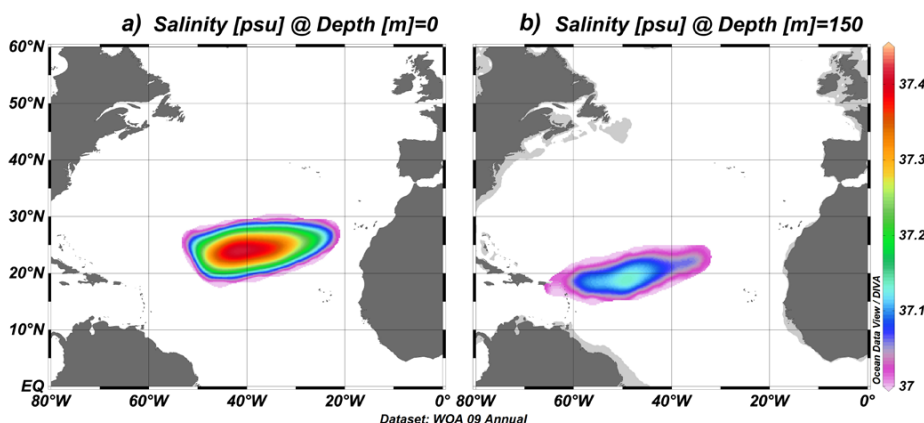 a) Salinity [psu] @ Depth [m]=0
b) Salinity [psu] @ Depth [m]=150
60°N
50°N
40°N
30°N
20°N
10°N
EQ
80°W 60°W 40°W 20°W 0°
80°W 60°W 40°W 20°W 0°
37.4
37.3
37.2
37.1
37
Ocean Data View / DIVA
Dataset: WOA 09 Annual